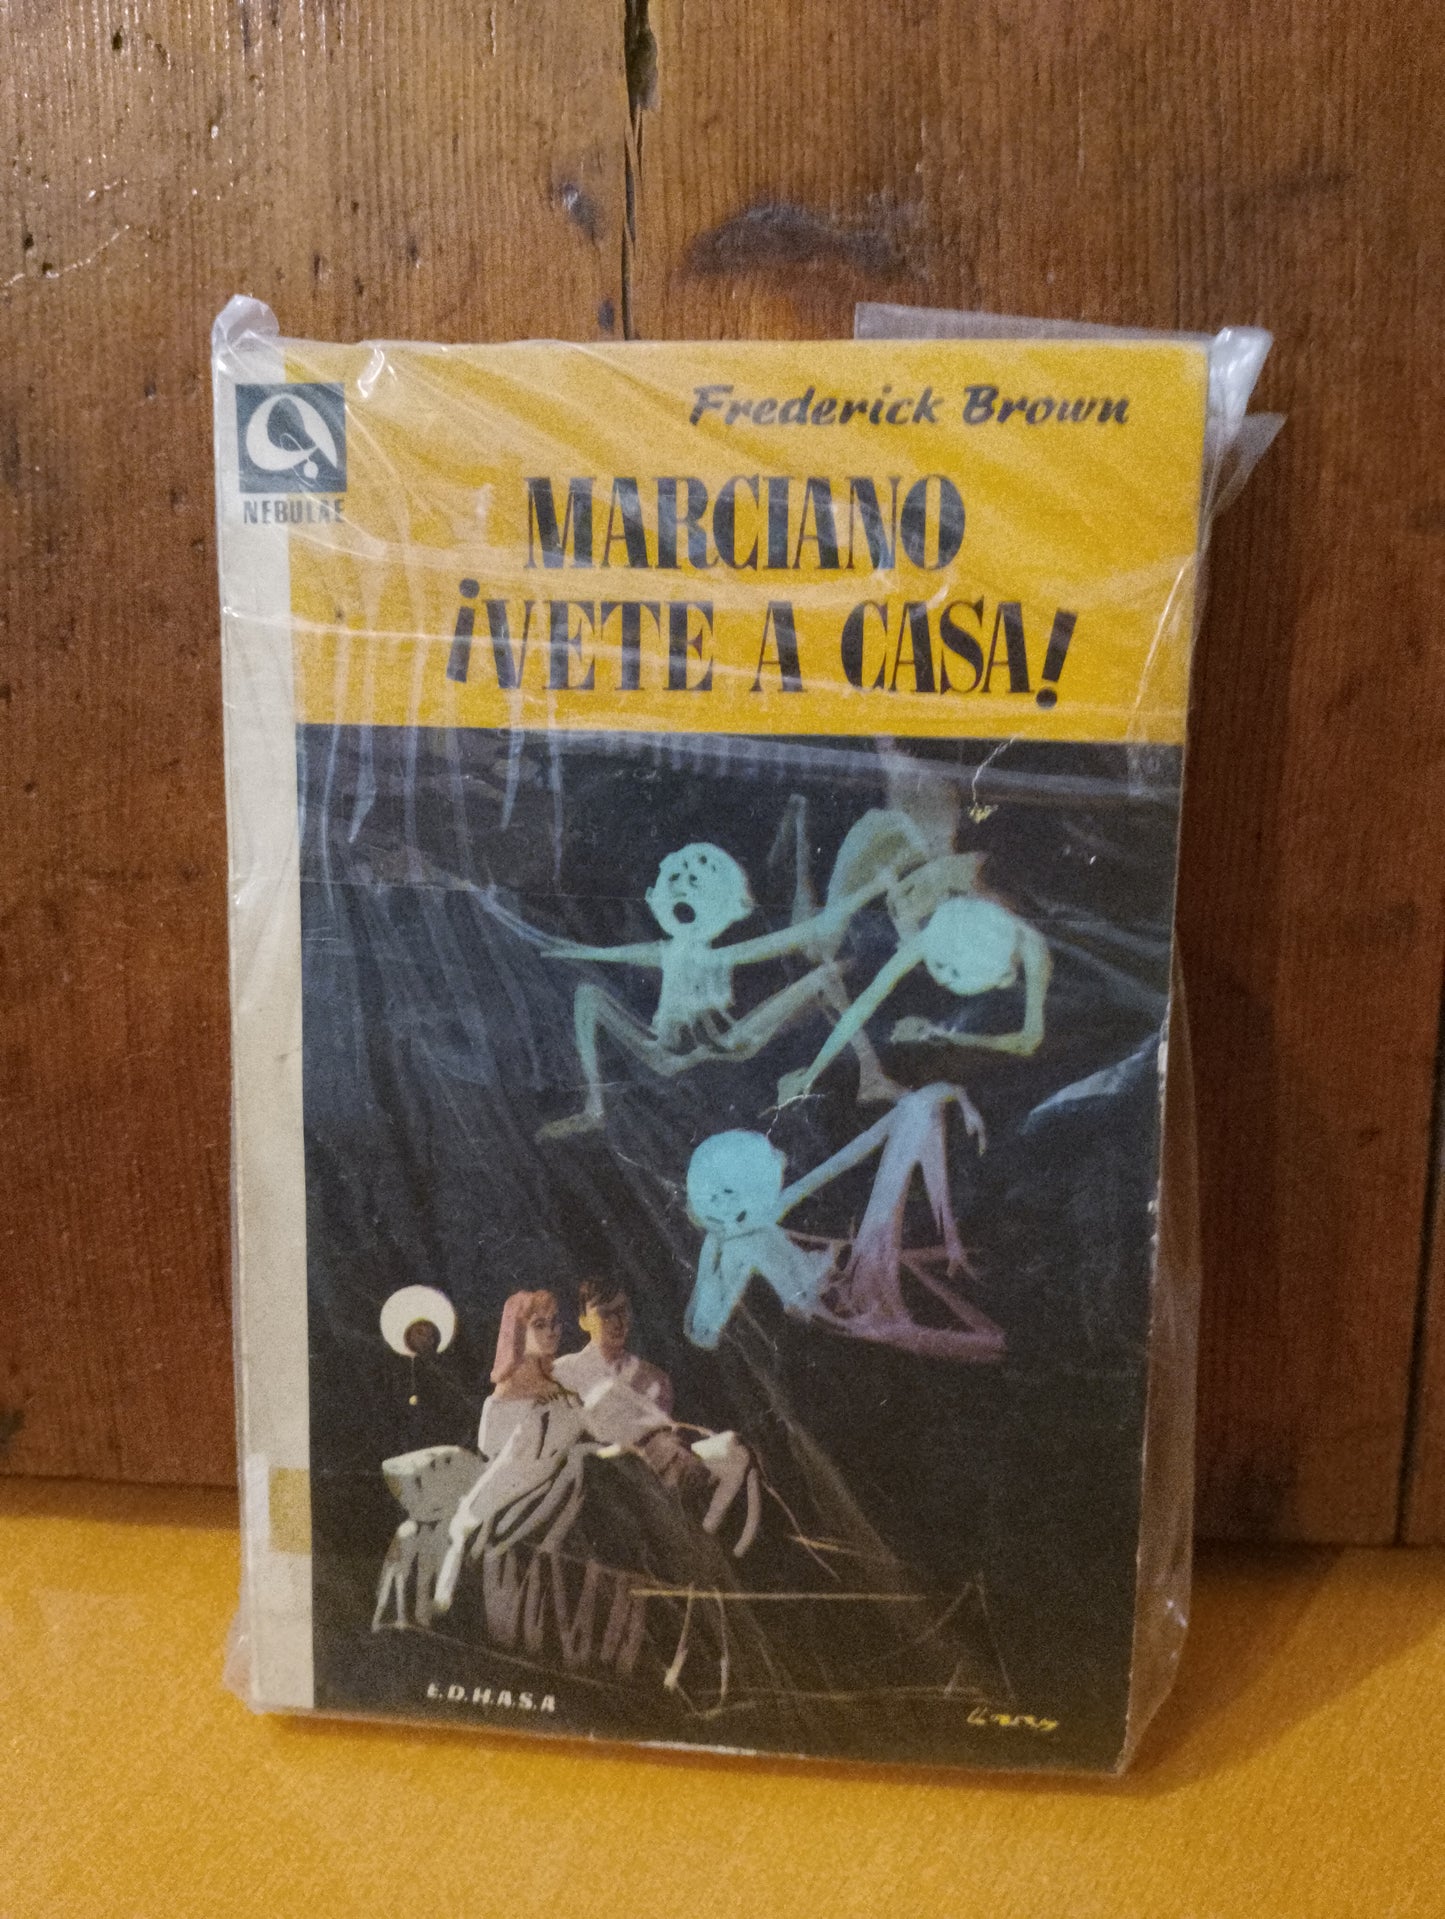 Frederick Brown
NEBULAE
MARCIANO
¡VETE A CASA!
E.D.H.A.S.A